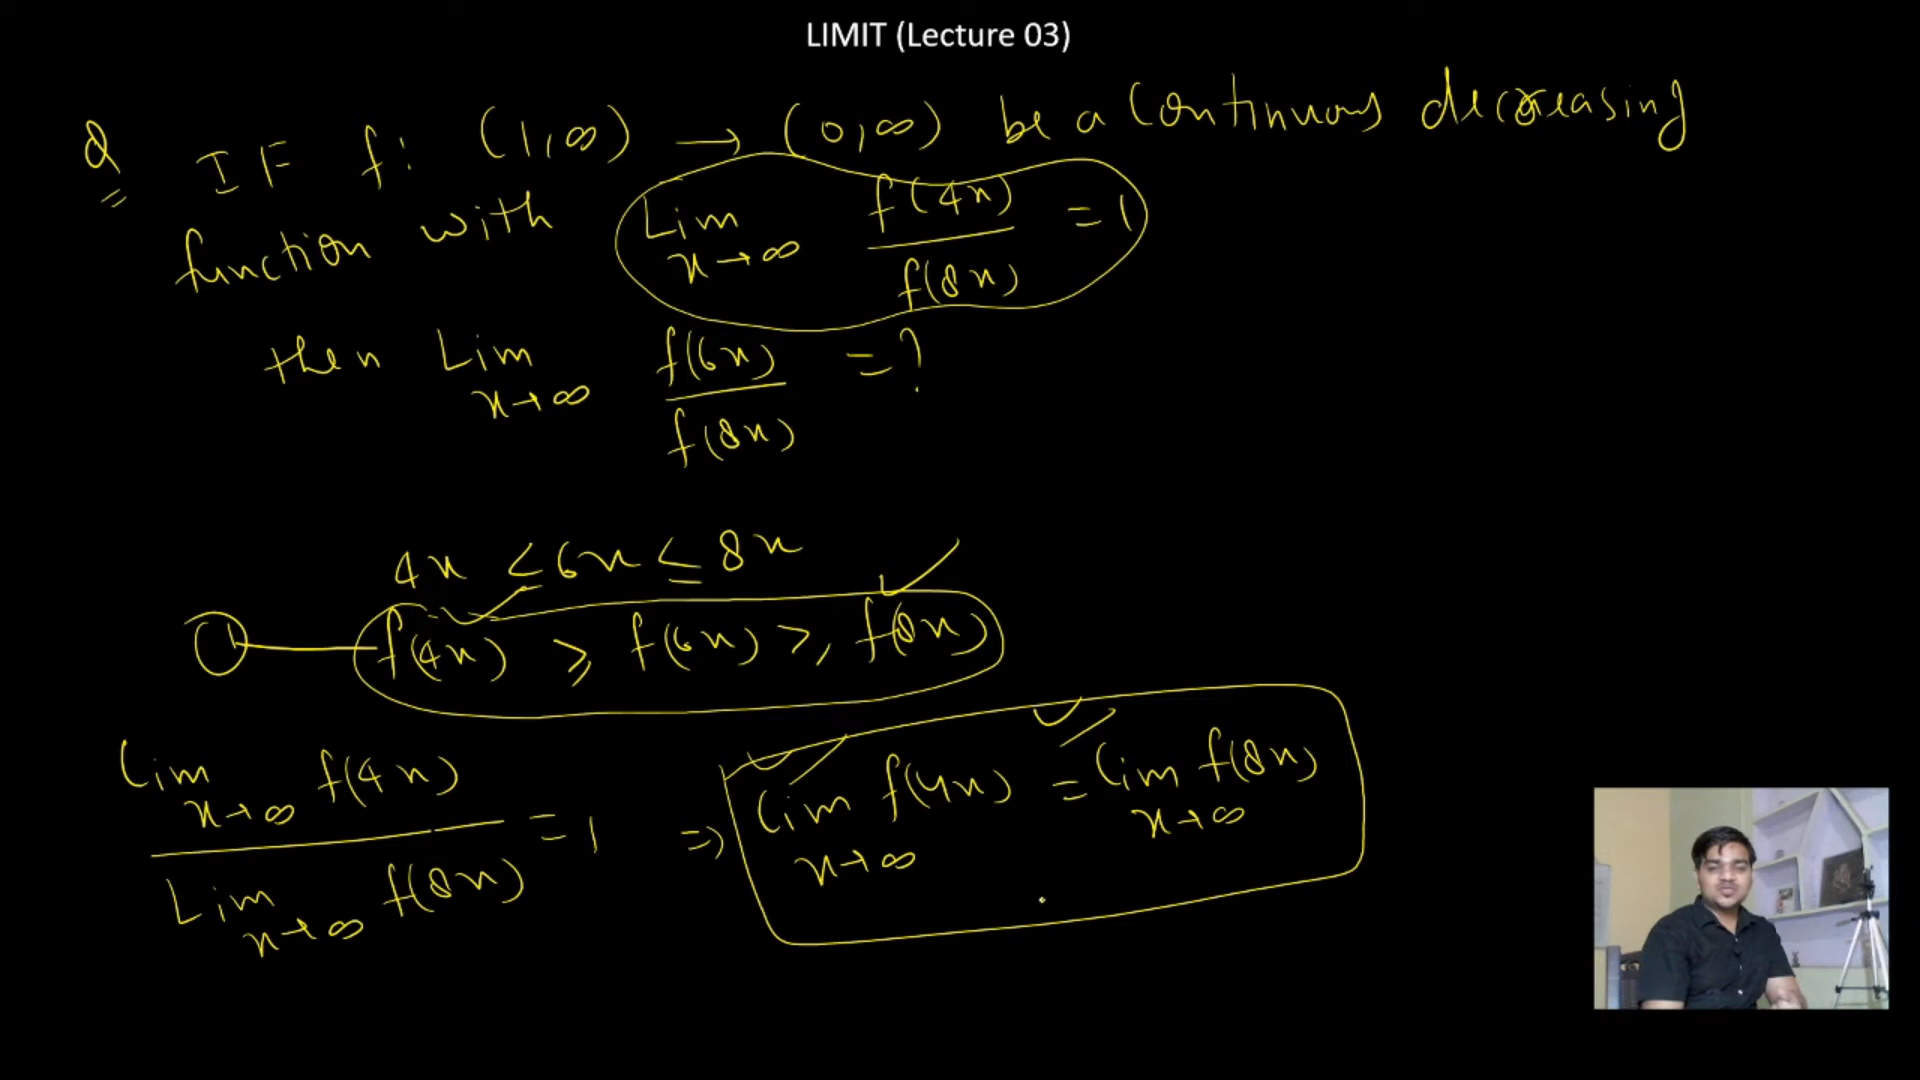 LIMIT (Lecture 03)
Q IF f: (1,∞) → (0,∞) be a Continuous decreasing
function with Lim x→∞ f(4x)/f(8x) = 1
then Lim x→∞ f(6x)/f(8x) = ?
4x ≤ 6x ≤ 8x
① f(4x) ≥ f(6x) ≥ f(8x)
Lim x→∞ f(4x) / Lim x→∞ f(8x) = 1 ⇒ Lim x→∞ f(4x) = Lim x→∞ f(8x)